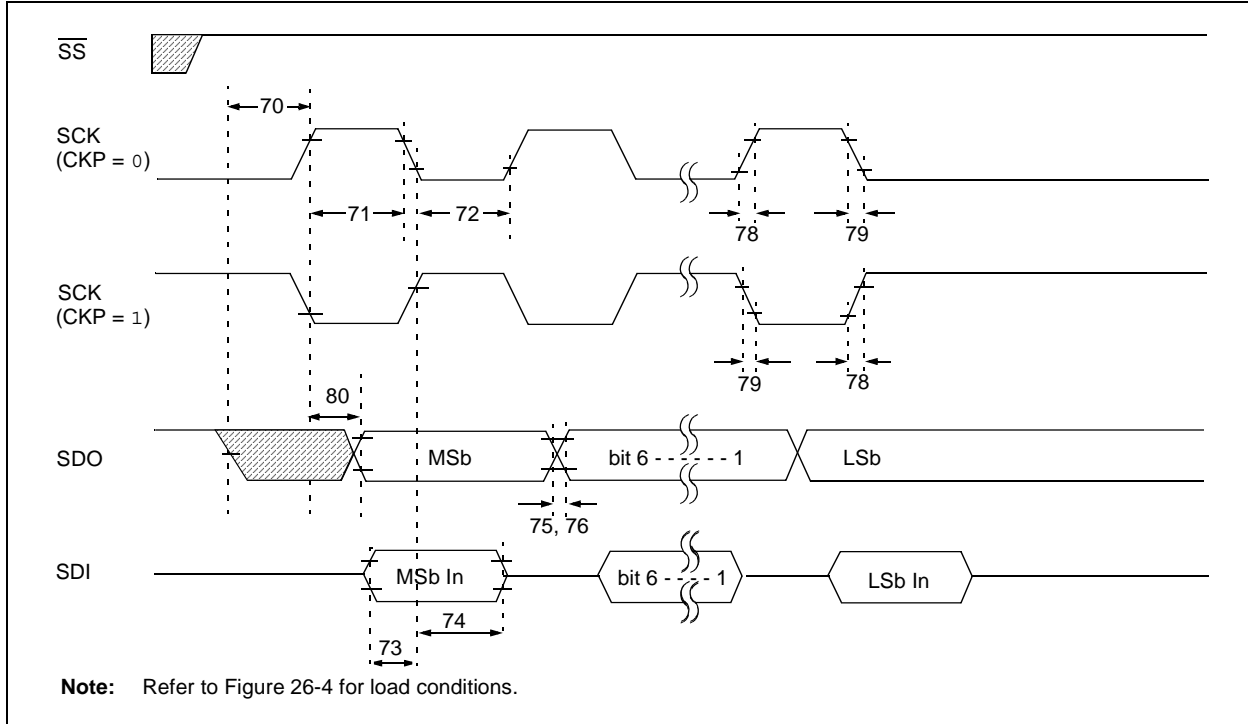 SS
70
SCK
(CKP = 0)
71
72
78
79
SCK
(CKP = 1)
79
78
80
SDO
MSb
bit 6 - - - - - - 1
LSb
75, 76
SDI
MSb In
bit 6 - - - - - 1
LSb In
74
73
Note: Refer to Figure 26-4 for load conditions.